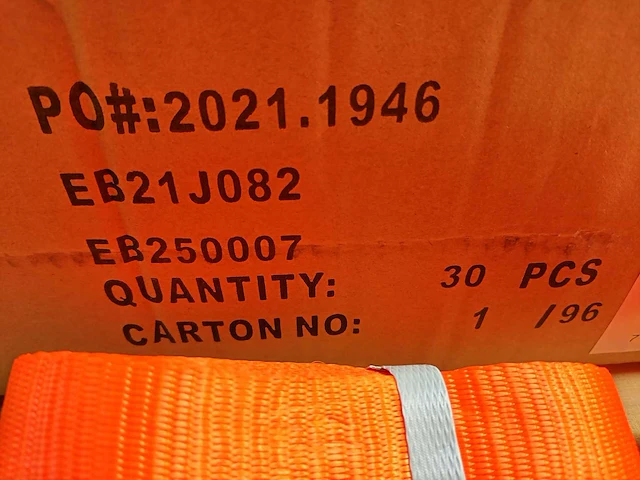 PO#:2021.1946
EB21J082
EB250007
QUANTITY: 30 PCS
CARTON NO: 1 /96